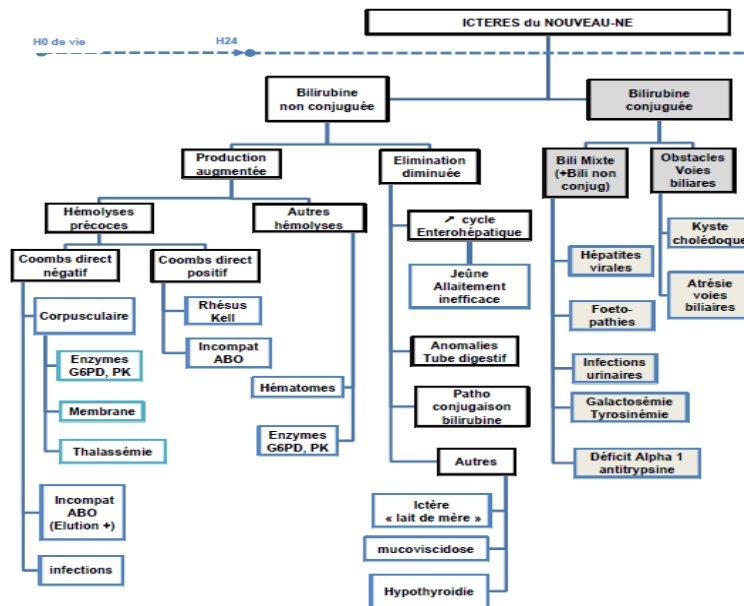 ICTERES du NOUVEAU-NE
H0 de vie
H24
Bilirubine
non conjuguée
Bilirubine
conjuguée
Production
augmentée
Elimination
diminuée
Bili Mixte
(+Bili non
conjug)
Obstacles
Voies
biliares
Hémolyses
précoces
Autres
hémolyses
↗ cycle
Enterohépatique
Kyste
cholédoque
Coombs direct
négatif
Coombs direct
positif
Jeûne
Allaitement
inefficace
Hépatites
virales
Atrésie
voies
biliaires
Corpusculaire
Rhésus
Kell
Foeto-
pathies
Enzymes
G6PD, PK
Incompat
ABO
Anomalies
Tube digestif
Infections
urinaires
Hématomes
Membrane
Patho
conjugaison
bilirubine
Galactosémie
Tyrosinémie
Thalassémie
Enzymes
G6PD, PK
Autres
Déficit Alpha 1
antitrypsine
Incompat
ABO
(Elution +)
Ictère
« lait de mère »
mucoviscidose
infections
Hypothyroidie